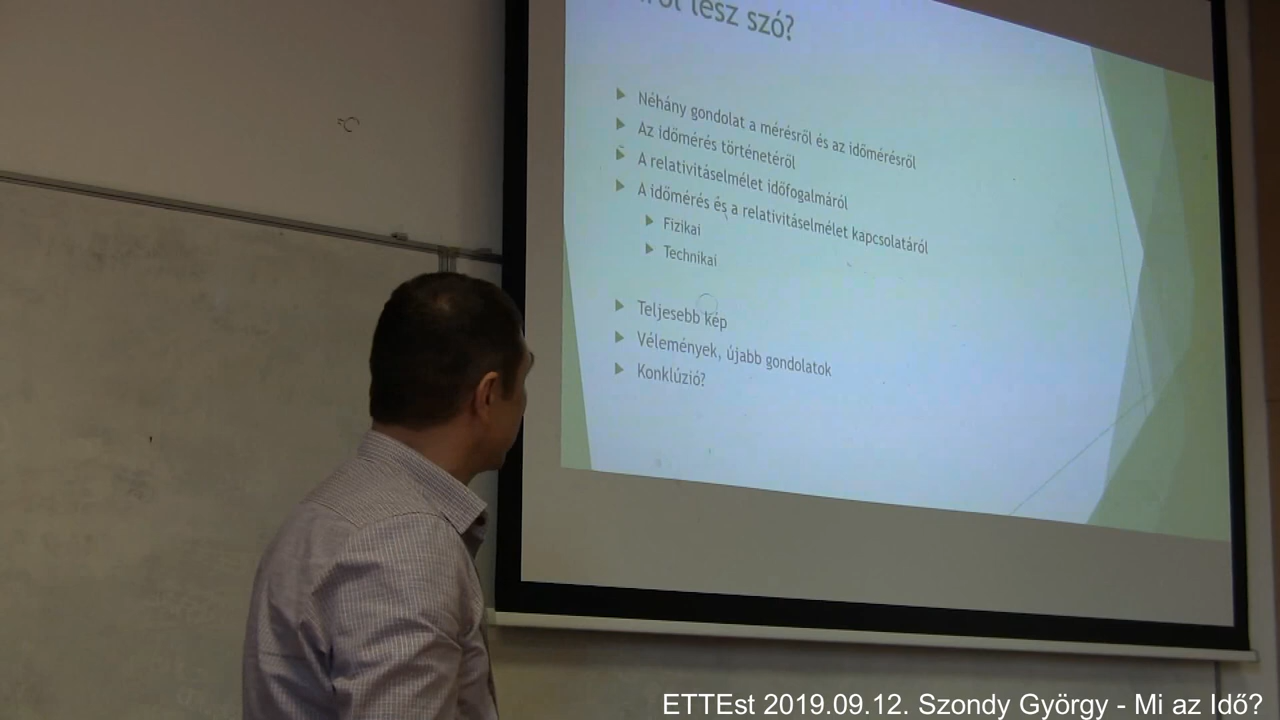 lesz szó?
Néhány gondolat a mérésről és az időmérésről
Az időmérés történetéről
A relativitáselmélet időfogalmáról
A időmérés és a relativitáselmélet kapcsolatáról
Fizikai
Technikai
Teljesebb kép
Vélemények, újabb gondolatok
Konklúzió?
ETTEst 2019.09.12. Szondy György - Mi az Idő?